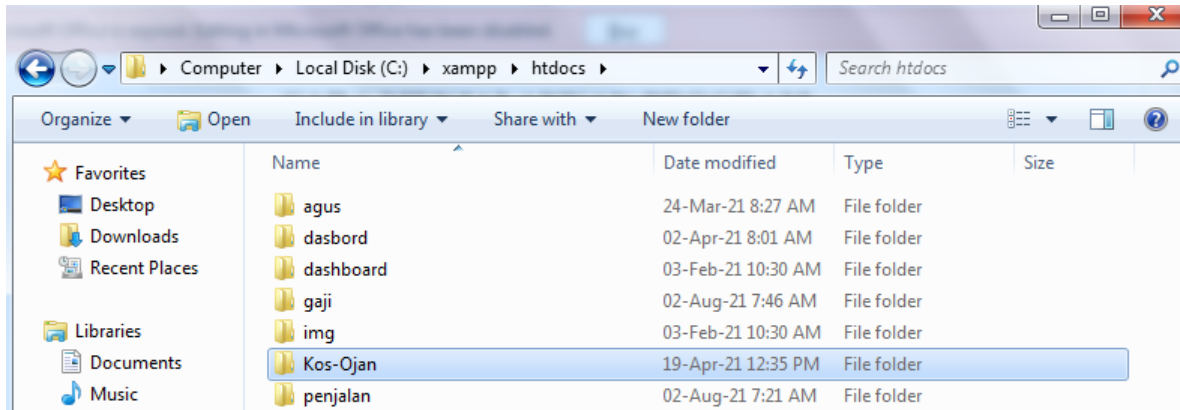 Computer Local Disk (C:) xampp htdocs Search htdocs
Organize Open Include in library Share with New folder
Name Date modified Type Size
Favorites
Desktop
Downloads
Recent Places
Libraries
Documents
Music
agus 24-Mar-21 8:27 AM File folder
dasbord 02-Apr-21 8:01 AM File folder
dashboard 03-Feb-21 10:30 AM File folder
gaji 02-Aug-21 7:46 AM File folder
img 03-Feb-21 10:30 AM File folder
Kos-Ojan 19-Apr-21 12:35 PM File folder
penjalan 02-Aug-21 7:21 AM File folder